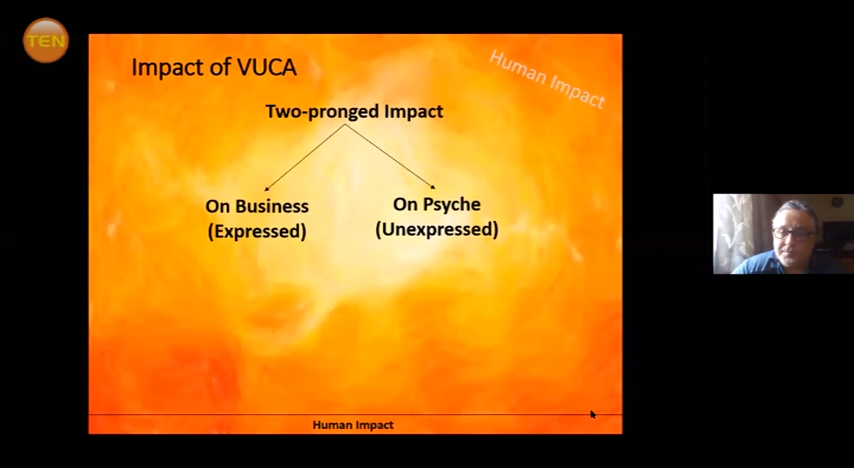 TEN
Impact of VUCA
Human Impact
Two-pronged Impact
On Business
(Expressed)
On Psyche
(Unexpressed)
Human Impact